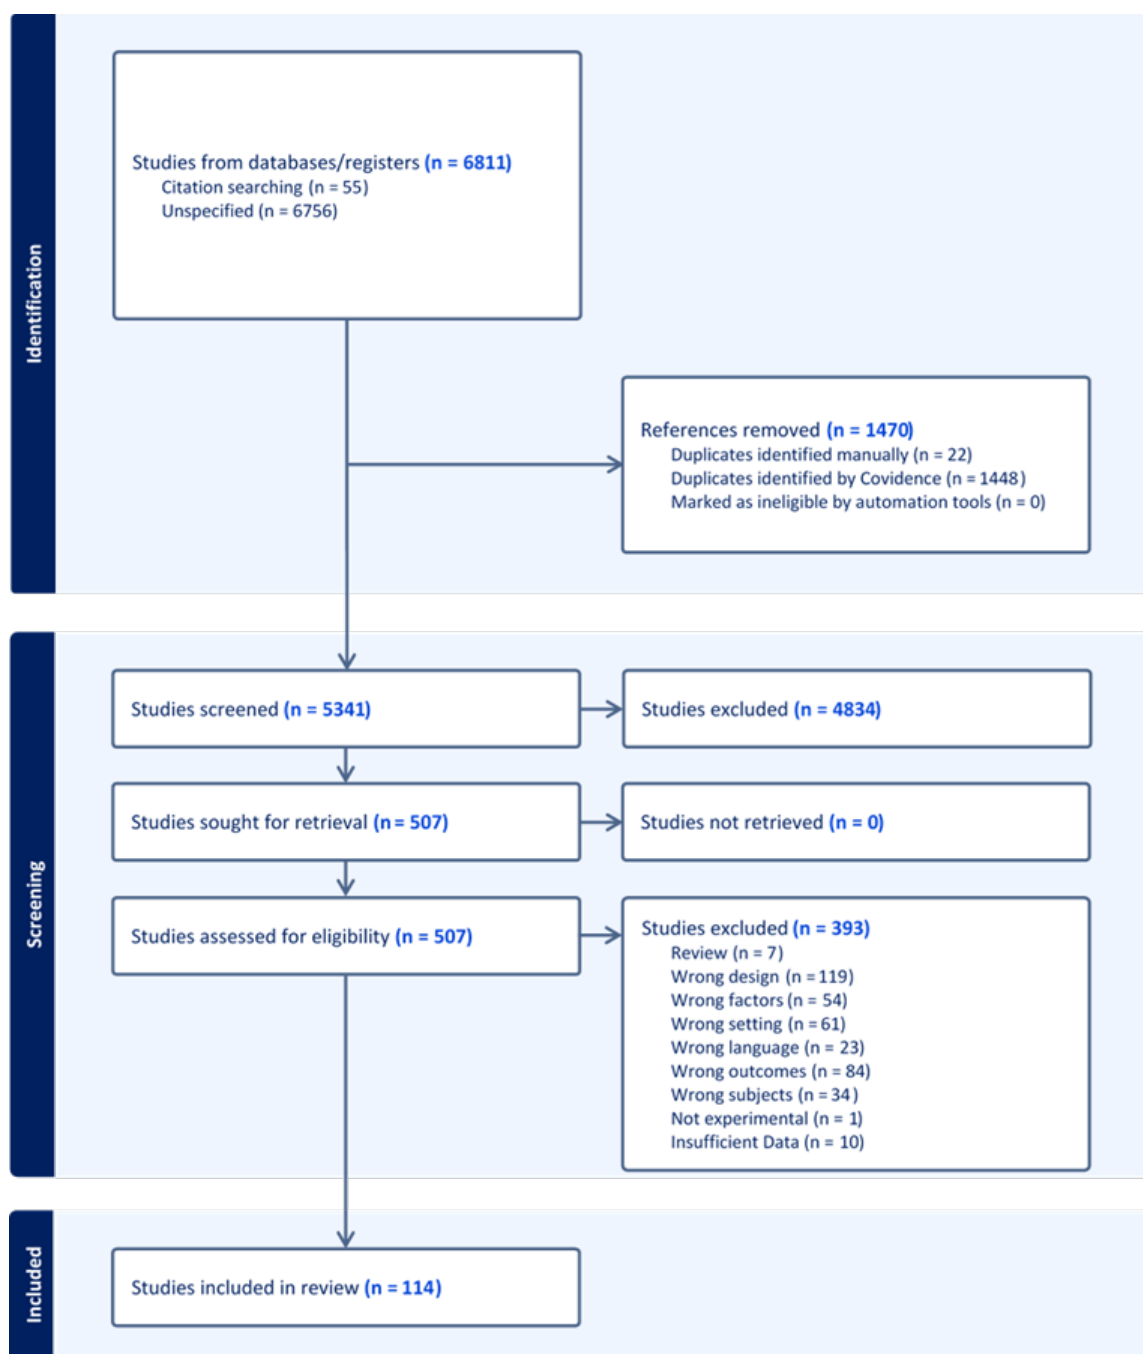 Identification
Studies from databases/registers (n = 6811)
Citation searching (n = 55)
Unspecified (n = 6756)
References removed (n = 1470)
Duplicates identified manually (n = 22)
Duplicates identified by Covidence (n = 1448)
Marked as ineligible by automation tools (n = 0)
Screening
Studies screened (n = 5341)
Studies excluded (n = 4834)
Studies sought for retrieval (n = 507)
Studies not retrieved (n = 0)
Studies assessed for eligibility (n = 507)
Studies excluded (n = 393)
Review (n = 7)
Wrong design (n = 119)
Wrong factors (n = 54)
Wrong setting (n = 61)
Wrong language (n = 23)
Wrong outcomes (n = 84)
Wrong subjects (n = 34)
Not experimental (n = 1)
Insufficient Data (n = 10)
Included
Studies included in review (n = 114)